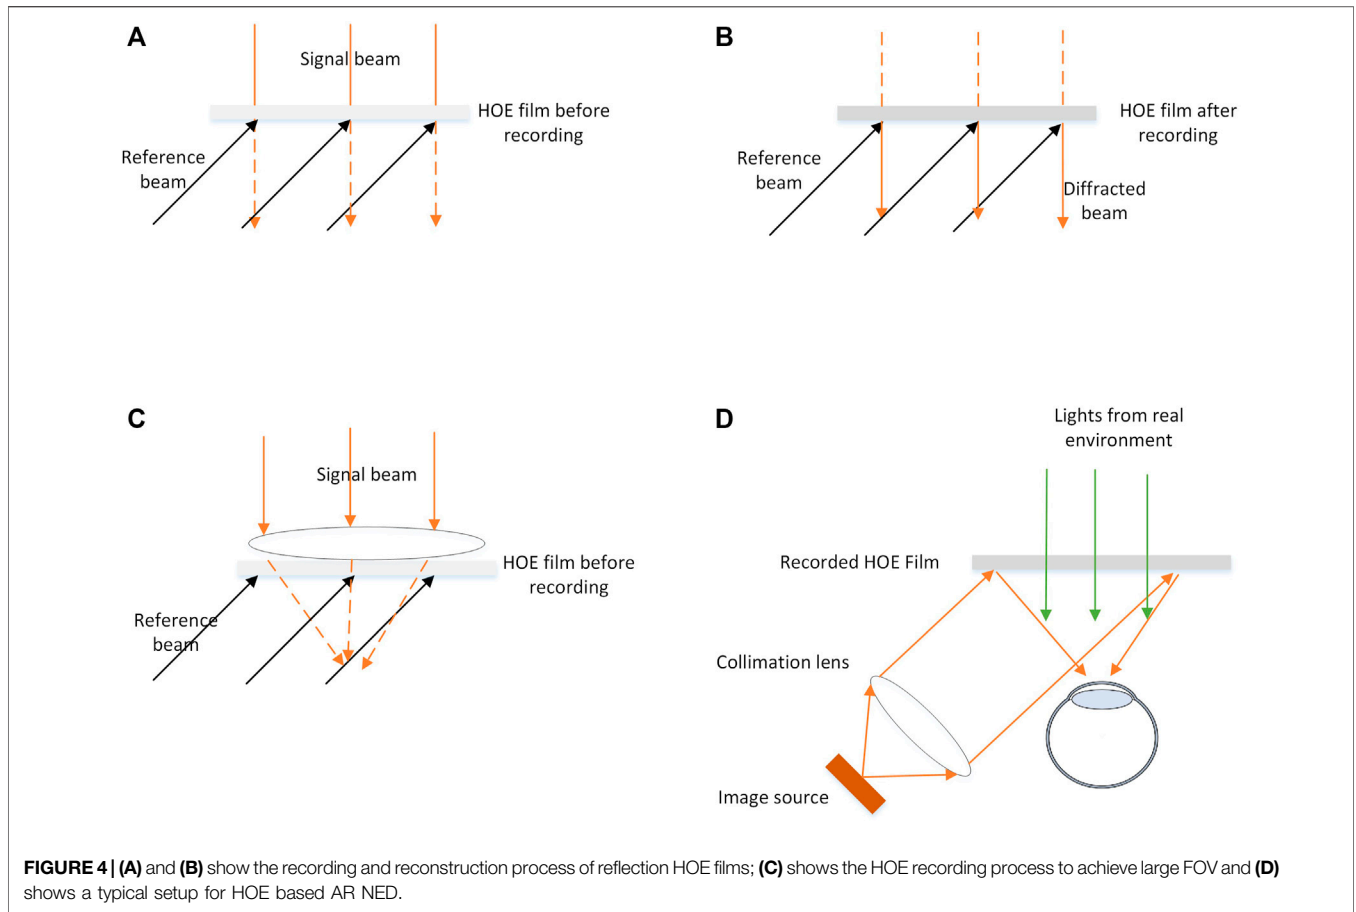 A
Signal beam
HOE film before
recording
Reference
beam
B
HOE film after
recording
Reference
beam
Diffracted
beam
C
Signal beam
HOE film before
recording
Reference
beam
D
Lights from real
environment
Recorded HOE Film
Collimation lens
Image source
FIGURE 4 | (A) and (B) show the recording and reconstruction process of reflection HOE films; (C) shows the HOE recording process to achieve large FOV and (D)
shows a typical setup for HOE based AR NED.